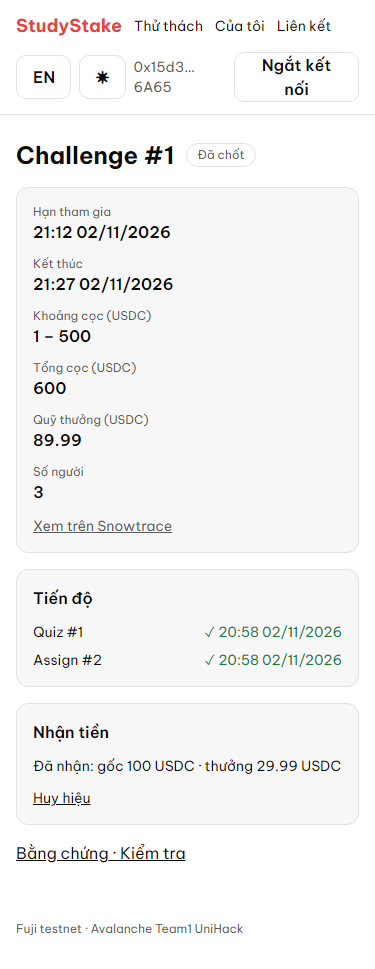 StudyStake Thử thách Của tôi Liên kết
EN 0x15d3... 6A65 Ngắt kết nối
Challenge #1 Đã chốt
Hạn tham gia
21:12 02/11/2026
Kết thúc
21:27 02/11/2026
Khoảng cọc (USDC)
1 – 500
Tổng cọc (USDC)
600
Quỹ thưởng (USDC)
89.99
Số người
3
Xem trên Snowtrace
Tiến độ
Quiz #1 ✓ 20:58 02/11/2026
Assign #2 ✓ 20:58 02/11/2026
Nhận tiền
Đã nhận: gốc 100 USDC · thưởng 29.99 USDC
Huy hiệu
Bằng chứng · Kiểm tra
Fuji testnet · Avalanche Team1 UniHack